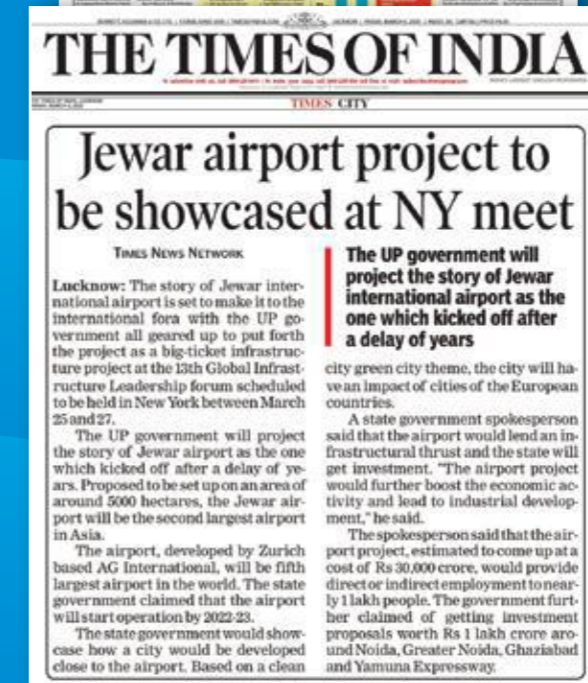 THE TIMES OF INDIA
TIMES CITY
Jewar airport project to
be showcased at NY meet
TIMES NEWS NETWORK
Lucknow: The story of Jewar inter-
national airport is set to make it to the
international fora with the UP go-
vernment all geared up to put forth
the project as a big-ticket infrastruc-
ture project at the 13th Global Infrast-
ructure Leadership forum scheduled
to be held in New York between March
25 and 27.
The UP government will project
the story of Jewar airport as the one
which kicked off after a delay of ye-
ars. Proposed to be set up on an area of
around 5000 hectares, the Jewar air-
port will be the second largest airport
in Asia.
The airport, developed by Zurich
based AG International, will be fifth
largest airport in the world. The state
government claimed that the airport
will start operation by 2022-23.
The state government would show-
case how a city would be developed
close to the airport. Based on a clean
The UP government will
project the story of Jewar
international airport as the
one which kicked off after
a delay of years
city green city theme, the city will ha-
ve an impact of cities of the European
countries.
A state government spokesperson
said that the airport would lend an in-
frastructural thrust and the state will
get investment. "The airport project
would further boost the economic ac-
tivity and lead to industrial develop-
ment," he said.
The spokesperson said that the air-
port project, estimated to come up at a
cost of Rs 30,000 crore, would provide
direct or indirect employment to near-
ly 1 lakh people. The government furt-
her claimed of getting investment
proposals worth Rs 1 lakh crore aro-
und Noida, Greater Noida, Ghaziabad
and Yamuna Expressway.